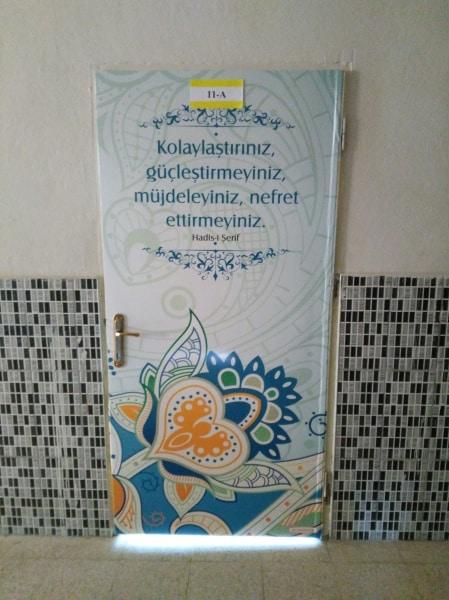 11-A
Kolaylaştırınız,
güçleştirmeyiniz,
müjdeleyiniz, nefret
ettirmeyiniz.
Hadis-i Şerif